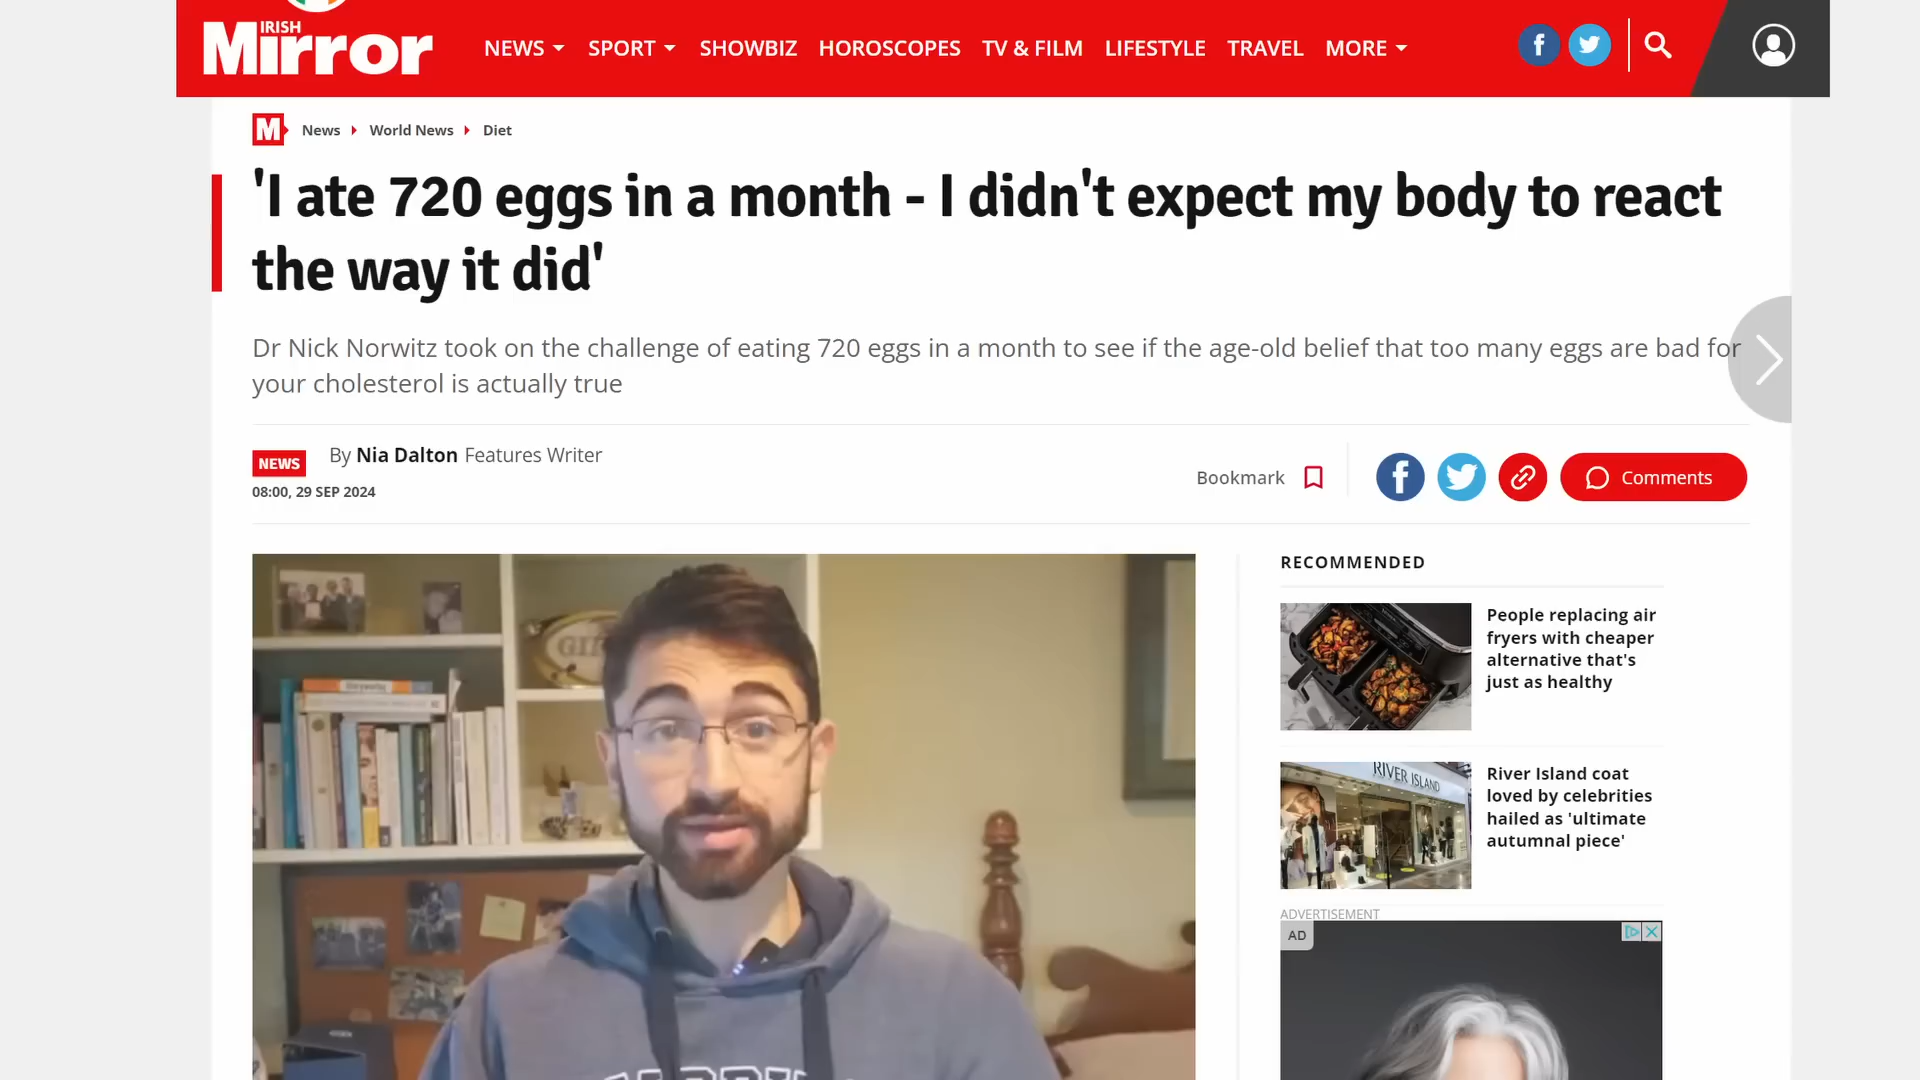 IRISH
Mirror
NEWS SPORT SHOWBIZ HOROSCOPES TV & FILM LIFESTYLE TRAVEL MORE
M News World News Diet
'I ate 720 eggs in a month - I didn't expect my body to react
the way it did'
Dr Nick Norwitz took on the challenge of eating 720 eggs in a month to see if the age-old belief that too many eggs are bad for
your cholesterol is actually true
NEWS By Nia Dalton Features Writer
08:00, 29 SEP 2024
Bookmark
Comments
RECOMMENDED
People replacing air
fryers with cheaper
alternative that's
just as healthy
RIVER ISLAND
River Island coat
loved by celebrities
hailed as 'ultimate
autumnal piece'
ADVERTISEMENT
AD